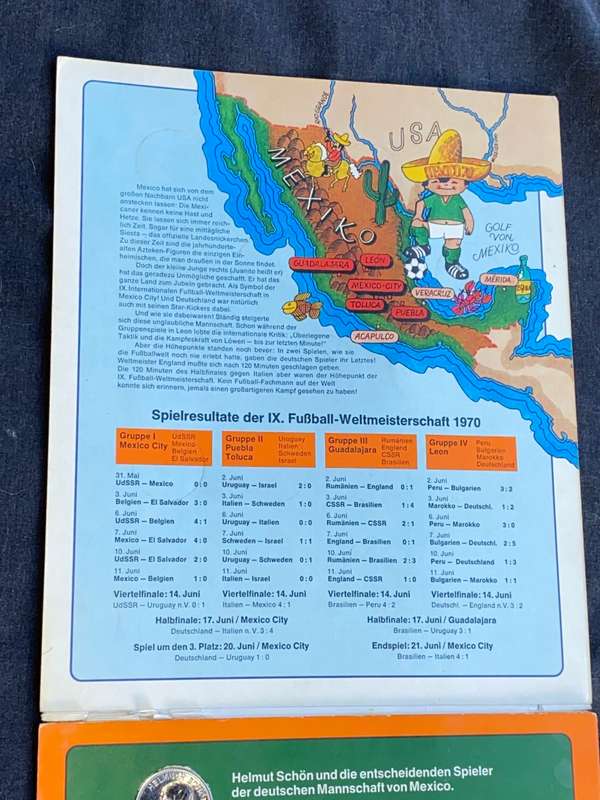 RIO GRANDE
USA
MEXIKO
GOLF
VON
MEXIKO
GUADALAJARA
LEÓN
MEXICO-CITY
TOLUCA
VERACRUZ
PUEBLA
MÉRIDA
ACAPULCO
Mexico hat sich von dem
großen Nachbarn USA nicht
anstecken lassen: Die Mexi-
caner kennen keine Hast und
Hetze. Sie lassen sich immer reich-
lich Zeit. Sogar für eine mittägliche
Siesta – das offizielle Landesnickerchen.
Zu dieser Zeit sind die jahrhunderte-
alten Azteken-Figuren die einzigen Ein-
heimischen, die man draußen in der Sonne findet.
Doch der kleine Junge rechts (Juanito heißt er)
hat das geradezu Unmögliche geschafft. Er hat das
ganze Land zum Jubeln gebracht. Als Symbol der
IX. Internationalen Fußball-Weltmeisterschaft in
Mexico City! Und Deutschland war natürlich
auch mit seinen Star-Kickers dabei.
Und wie sie dabeiwaren! Ständig steigerte
sich diese unglaubliche Mannschaft. Schon während der
Gruppenspiele in Leon lobte die internationale Kritik: „Überlegene
Taktik und die Kampfeskraft von Löwen – bis zur letzten Minute!"
Aber die Höhepunkte standen noch bevor: In zwei Spielen, wie sie
die Fußballwelt noch nie erlebt hatte, gaben die deutschen Spieler ihr Letztes!
Weltmeister England mußte sich nach 120 Minuten geschlagen geben.
Die 120 Minuten des Halbfinales gegen Italien aber waren der Höhepunkt der
IX. Fußball-Weltmeisterschaft. Kein Fußball-Fachmann auf der Welt
konnte sich erinnern, jemals einen großartigeren Kampf gesehen zu haben!
Spielresultate der IX. Fußball-Weltmeisterschaft 1970
Gruppe I
Mexico City
UdSSR
Mexico
Belgien
El Salvador
31. Mai
UdSSR – Mexico 0:0
3. Juni
Belgien – El Salvador 3:0
6. Juni
UdSSR – Belgien 4:1
7. Juni
Mexico – El Salvador 4:0
10. Juni
UdSSR – El Salvador 2:0
11. Juni
Mexico – Belgien 1:0
Viertelfinale: 14. Juni
UdSSR – Uruguay n.V. 0:1
Gruppe II
Puebla
Toluca
Uruguay
Italien
Schweden
Israel
2. Juni
Uruguay – Israel 2:0
3. Juni
Italien – Schweden 1:0
6. Juni
Uruguay – Italien 0:0
7. Juni
Schweden – Israel 1:1
10. Juni
Uruguay – Schweden 0:1
11. Juni
Italien – Israel 0:0
Viertelfinale: 14. Juni
Italien – Mexico 4:1
Gruppe III
Guadalajara
Rumänien
England
CSSR
Brasilien
2. Juni
Rumänien – England 0:1
3. Juni
CSSR – Brasilien 1:4
6. Juni
Rumänien – CSSR 2:1
7. Juni
England – Brasilien 0:1
10. Juni
Rumänien – Brasilien 2:3
11. Juni
England – CSSR 1:0
Viertelfinale: 14. Juni
Brasilien – Peru 4:2
Gruppe IV
Leon
Peru
Bulgarien
Marokko
Deutschland
2. Juni
Peru – Bulgarien 3:2
3. Juni
Marokko – Deutschl. 1:2
6. Juni
Peru – Marokko 3:0
7. Juni
Bulgarien – Deutschl. 2:5
10. Juni
Peru – Deutschland 1:3
11. Juni
Bulgarien – Marokko 1:1
Viertelfinale: 14. Juni
Deutschl. – England n.V. 3:2
Halbfinale: 17. Juni / Mexico City
Deutschland – Italien n.V. 3:4
Halbfinale: 17. Juni / Guadalajara
Brasilien – Uruguay 3:1
Spiel um den 3. Platz: 20. Juni / Mexico City
Deutschland – Uruguay 1:0
Endspiel: 21. Juni / Mexico City
Brasilien – Italien 4:1
Helmut Schön und die entscheidenden Spieler
der deutschen Mannschaft von Mexico.